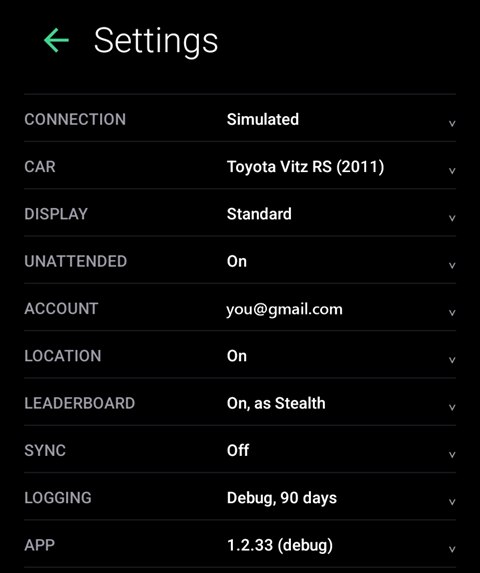 Settings
CONNECTION Simulated
CAR Toyota Vitz RS (2011)
DISPLAY Standard
UNATTENDED On
ACCOUNT you@gmail.com
LOCATION On
LEADERBOARD On, as Stealth
SYNC Off
LOGGING Debug, 90 days
APP 1.2.33 (debug)